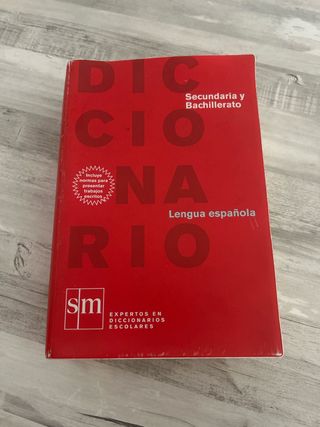 DIC
Secundaria y
Bachillerato
CIO
Incluye
normas para
presentar
trabajos
escritos
NA
Lengua española
RIO
sm
EXPERTOS EN
DICCIONARIOS
ESCOLARES